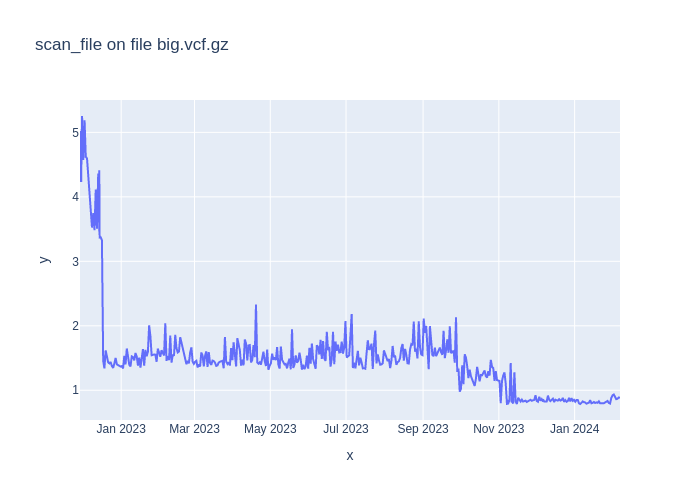 scan_file on file big.vcf.gz
5
4
3
2
1
y
Jan 2023
Mar 2023
May 2023
Jul 2023
Sep 2023
Nov 2023
Jan 2024
x